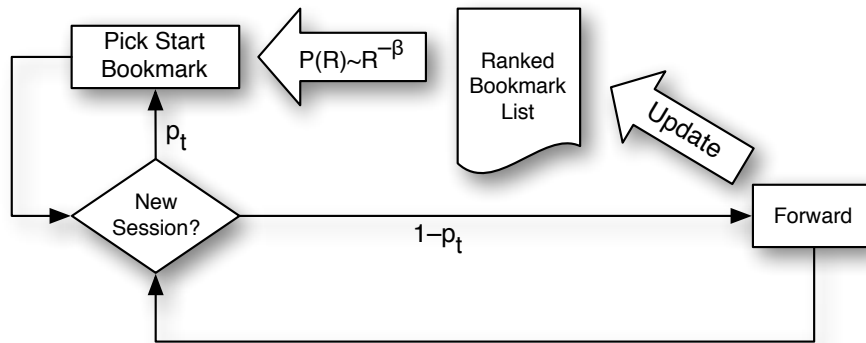 Pick Start
Bookmark
P(R)~R^−β
Ranked
Bookmark
List
Update
p_t
New
Session?
1−p_t
Forward